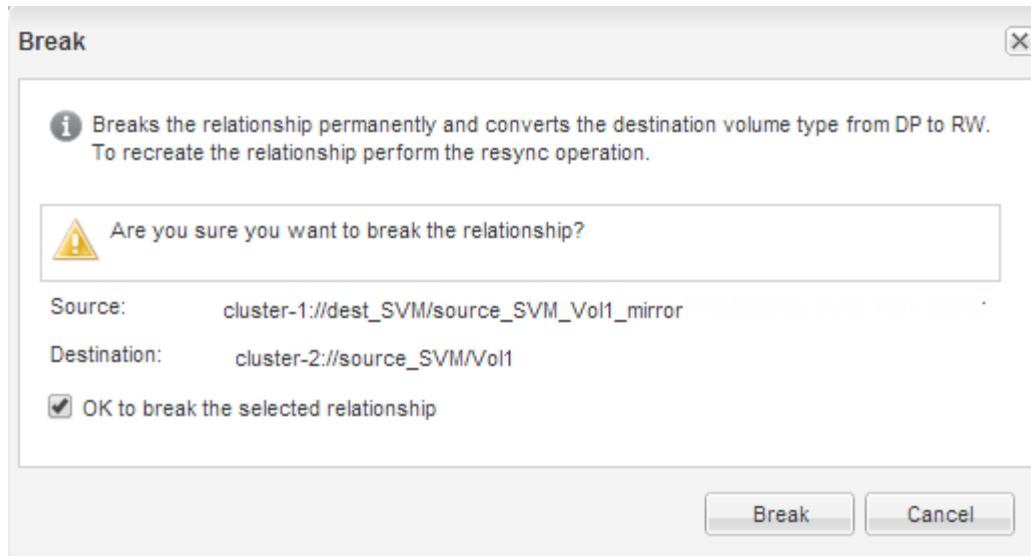 Break
Breaks the relationship permanently and converts the destination volume type from DP to RW.
To recreate the relationship perform the resync operation.
Are you sure you want to break the relationship?
Source: cluster-1://dest_SVM/source_SVM_Vol1_mirror
Destination: cluster-2://source_SVM/Vol1
OK to break the selected relationship
Break Cancel